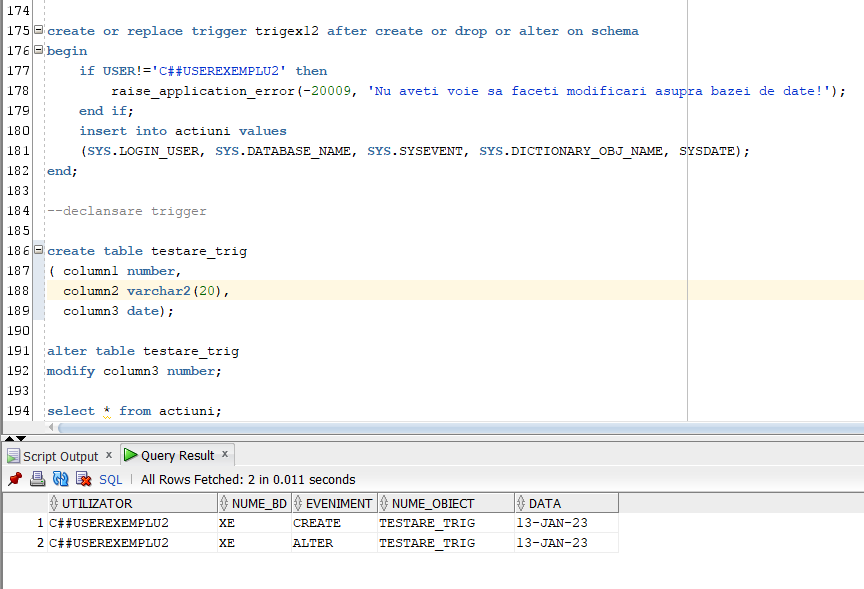 174
175 create or replace trigger trigex12 after create or drop or alter on schema
176 begin
177 if USER!='C##USEREXEMPLU2' then
178 raise_application_error(-20009, 'Nu aveti voie sa faceti modificari asupra bazei de date!');
179 end if;
180 insert into actiuni values
181 (SYS.LOGIN_USER, SYS.DATABASE_NAME, SYS.SYSEVENT, SYS.DICTIONARY_OBJ_NAME, SYSDATE);
182 end;
183
184 --declansare trigger
185
186 create table testare_trig
187 ( column1 number,
188 column2 varchar2(20),
189 column3 date);
190
191 alter table testare_trig
192 modify column3 number;
193
194 select * from actiuni;
Script Output x Query Result x
SQL | All Rows Fetched: 2 in 0.011 seconds
UTILIZATOR NUME_BD EVENIMENT NUME_OBIECT DATA
1 C##USEREXEMPLU2 XE CREATE TESTARE_TRIG 13-JAN-23
2 C##USEREXEMPLU2 XE ALTER TESTARE_TRIG 13-JAN-23